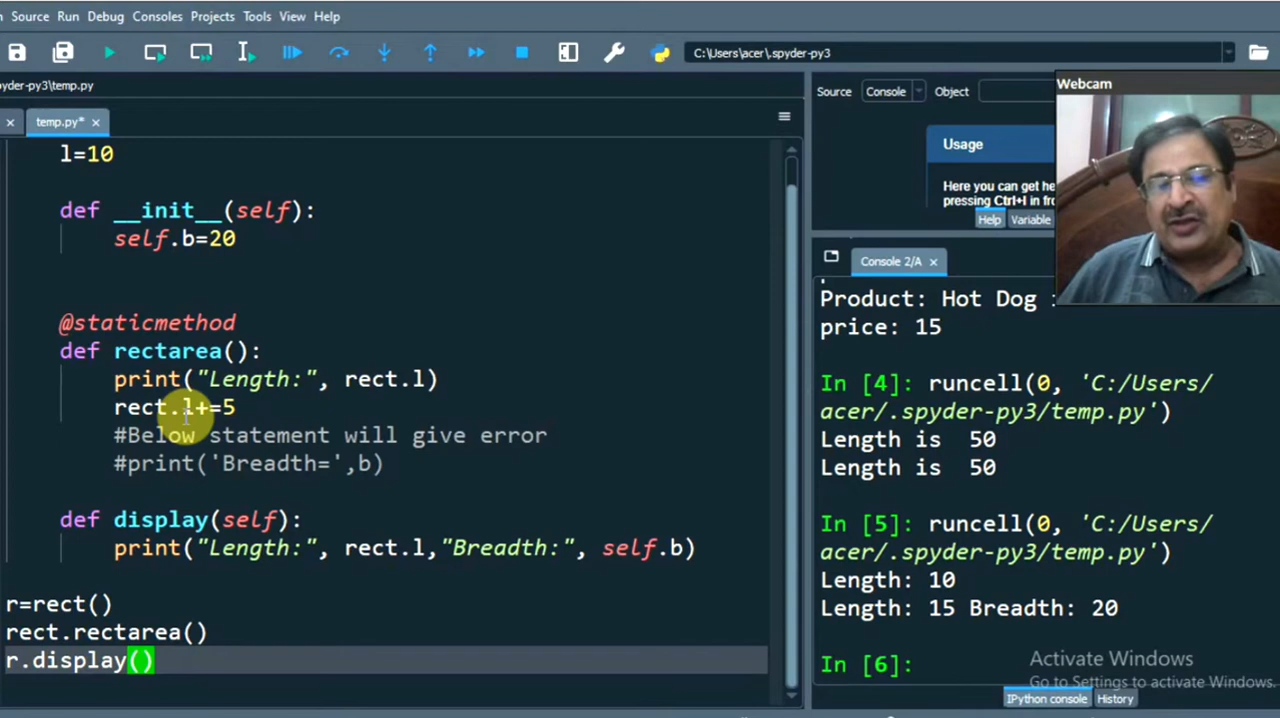 Source Run Debug Consoles Projects Tools View Help
C:\Users\acer\.spyder-py3
yder-py3\temp.py
temp.py*
l=10
def __init__(self):
self.b=20
@staticmethod
def rectarea():
print("Length:", rect.l)
rect.l+=5
#Below statement will give error
#print('Breadth=',b)
def display(self):
print("Length:", rect.l,"Breadth:", self.b)
r=rect()
rect.rectarea()
r.display()
Source Console Object
Webcam
Usage
Here you can get he
pressing Ctrl+I in fro
Help Variable
Console 2/A
Product: Hot Dog
price: 15
In [4]: runcell(0, 'C:/Users/
acer/.spyder-py3/temp.py')
Length is 50
Length is 50
In [5]: runcell(0, 'C:/Users/
acer/.spyder-py3/temp.py')
Length: 10
Length: 15 Breadth: 20
In [6]:
Activate Windows
Go to Settings to activate Windows.
IPython console History